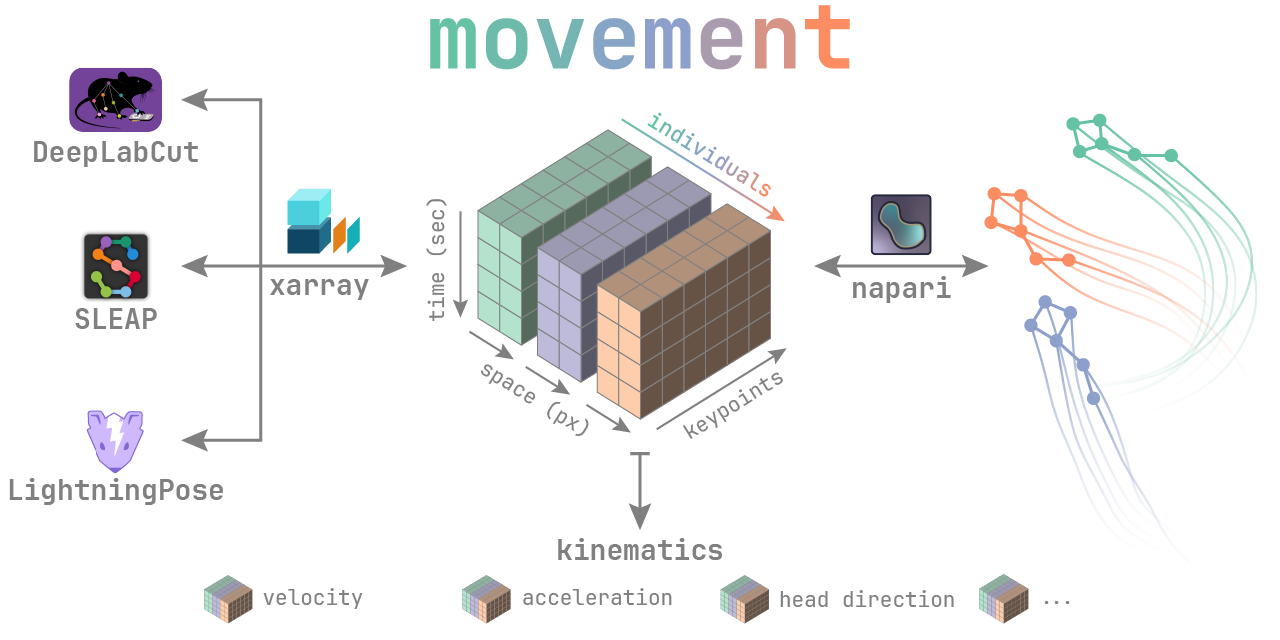 movement
DeepLabCut
SLEAP
LightningPose
xarray
individuals
time (sec)
space (px)
keypoints
napari
kinematics
velocity
acceleration
head direction
...